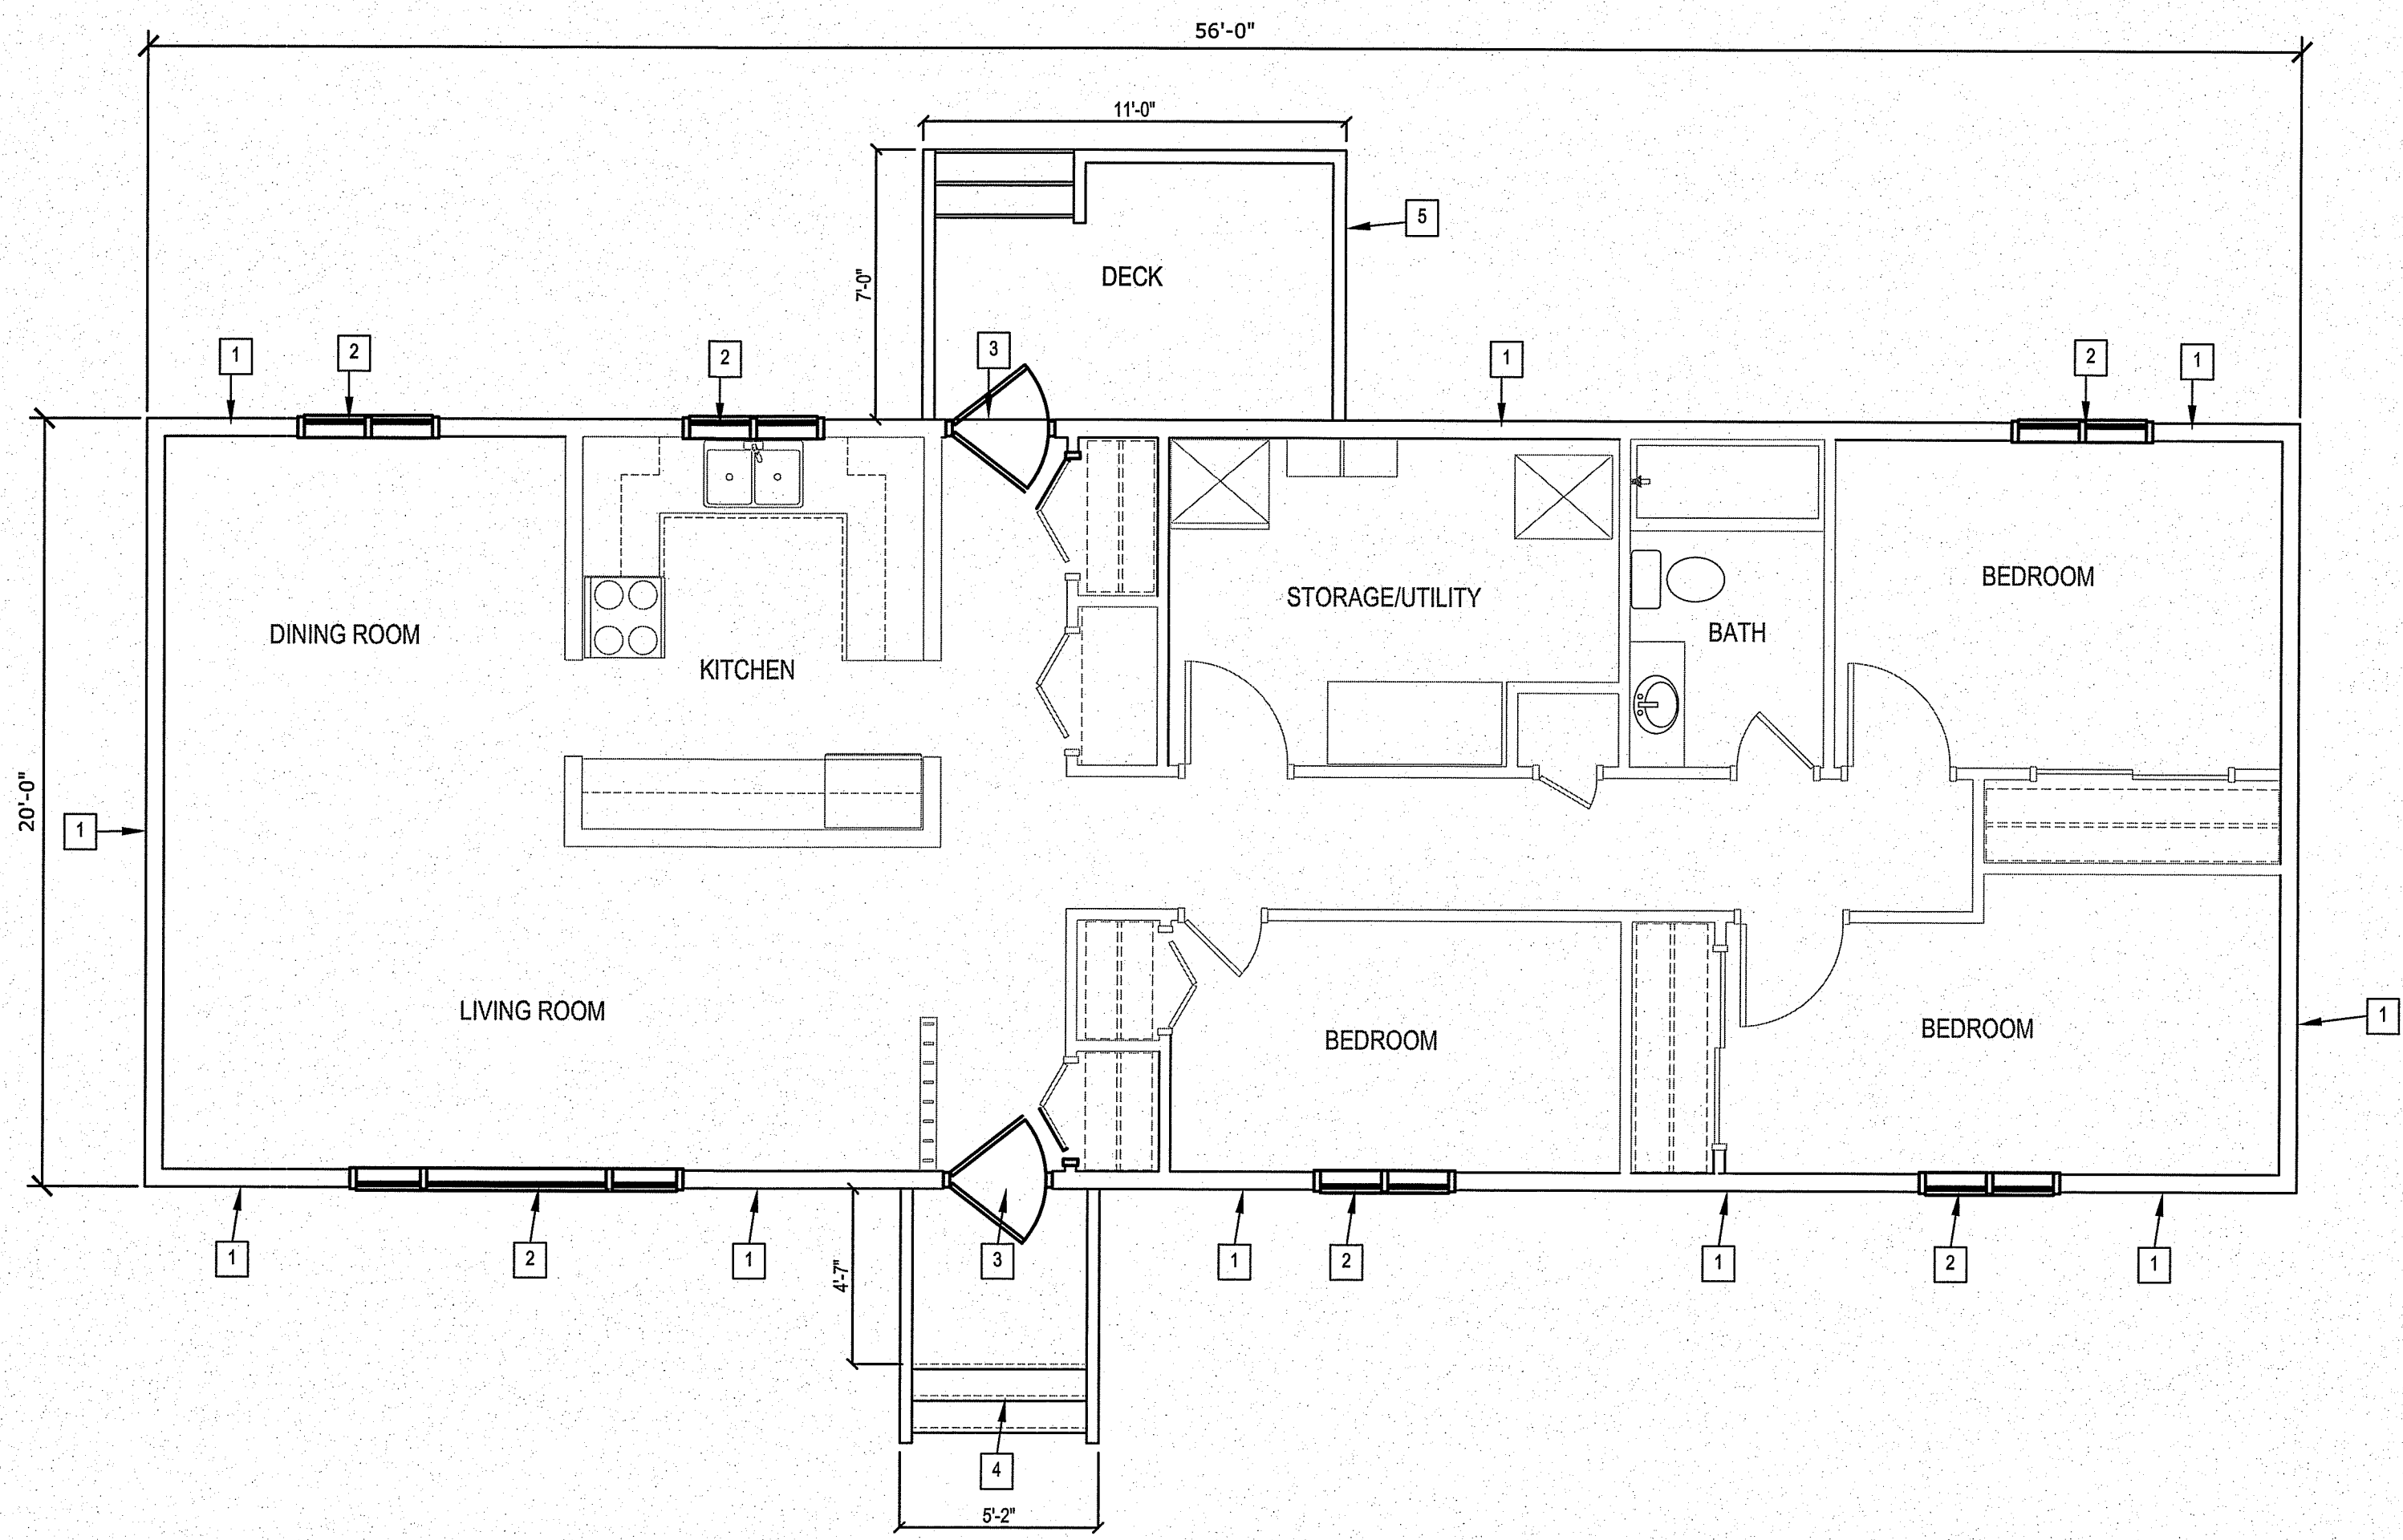 56'-0"
11'-0"
5
7'-0"
DECK
1
2
2
3
1
2
1
DINING ROOM
KITCHEN
STORAGE/UTILITY
BATH
BEDROOM
20'-0"
1
LIVING ROOM
BEDROOM
BEDROOM
1
1
2
1
4'-7"
3
1
2
1
2
1
4
5'-2"